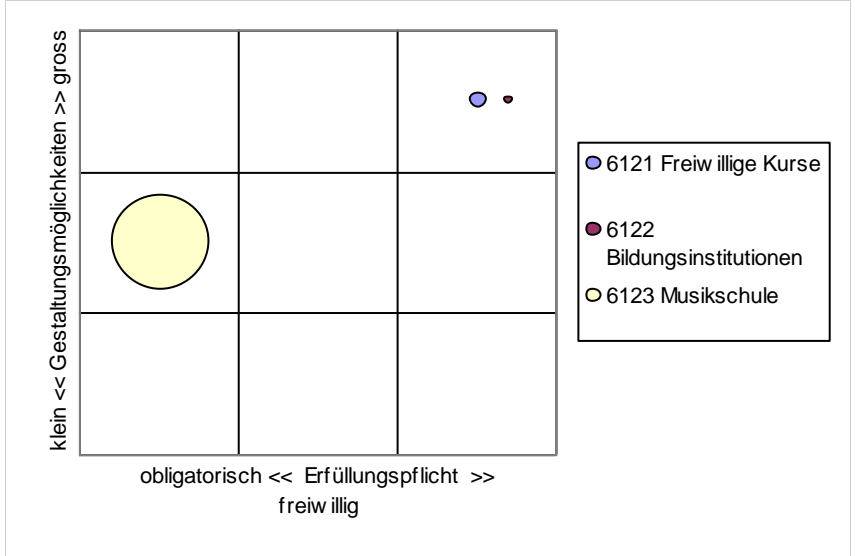 klein << Gestaltungsmöglichkeiten >> gross
6121 Freiwillige Kurse
6122
Bildungsinstitutionen
6123 Musikschule
obligatorisch << Erfüllungspflicht >>
freiwillig